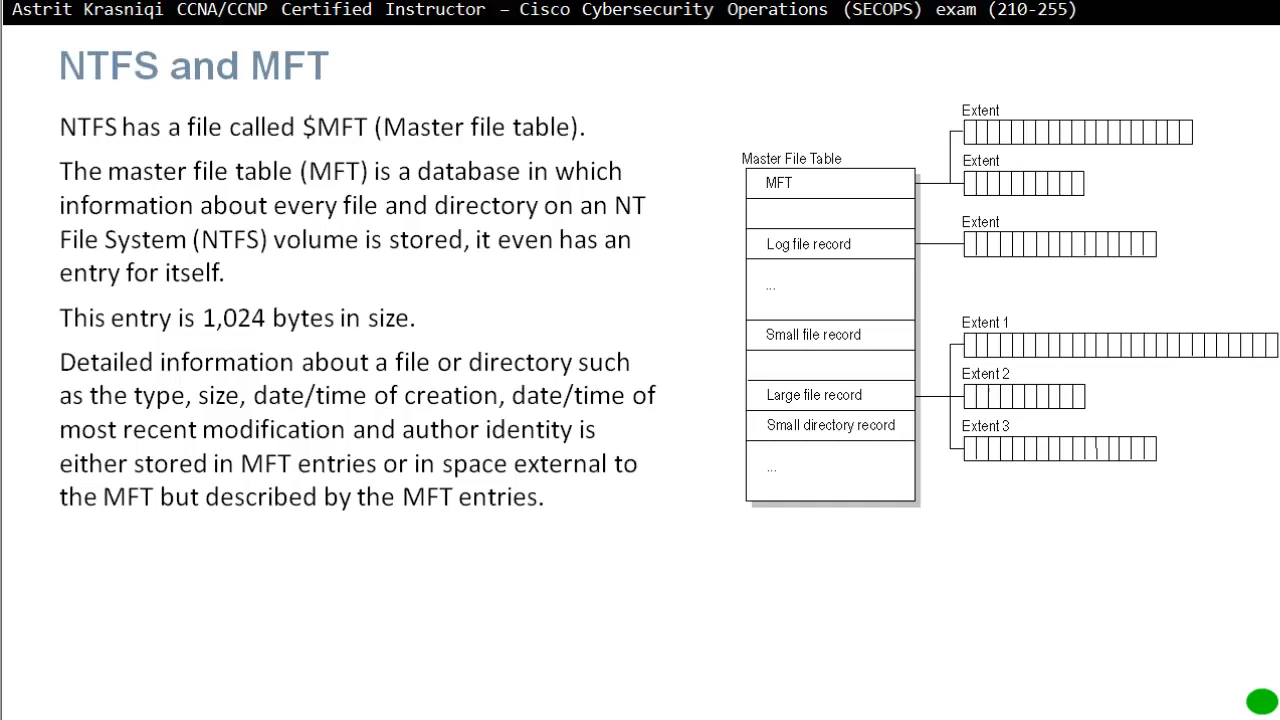 Astrit Krasniqi CCNA/CCNP Certified Instructor – Cisco Cybersecurity Operations (SECOPS) exam (210-255)
NTFS and MFT
NTFS has a file called $MFT (Master file table).
The master file table (MFT) is a database in which
information about every file and directory on an NT
File System (NTFS) volume is stored, it even has an
entry for itself.
This entry is 1,024 bytes in size.
Detailed information about a file or directory such
as the type, size, date/time of creation, date/time of
most recent modification and author identity is
either stored in MFT entries or in space external to
the MFT but described by the MFT entries.
Master File Table
MFT
Log file record
...
Small file record
Large file record
Small directory record
...
Extent
Extent
Extent
Extent 1
Extent 2
Extent 3